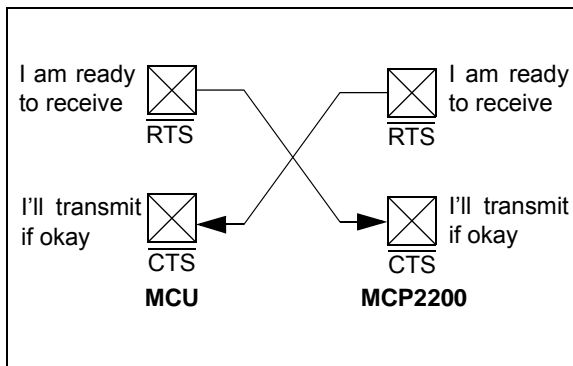 I am ready
to receive
RTS
I am ready
to receive
RTS
I'll transmit
if okay
CTS
I'll transmit
if okay
CTS
MCU
MCP2200